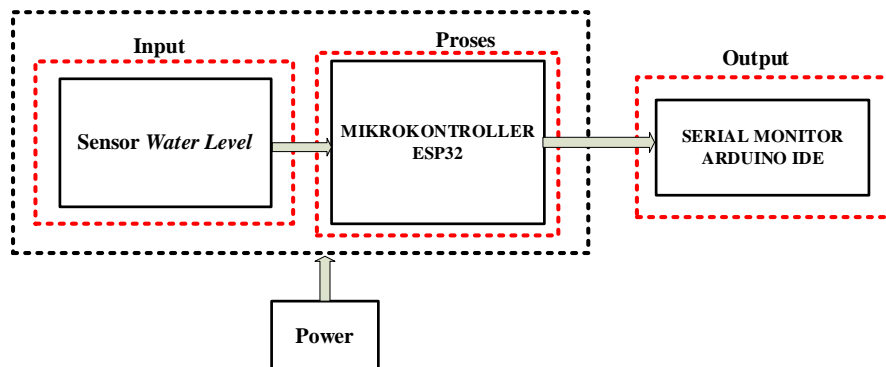 Input
Proses
Output
Sensor Water Level
MIKROKONTROLLER
ESP32
SERIAL MONITOR
ARDUINO IDE
Power